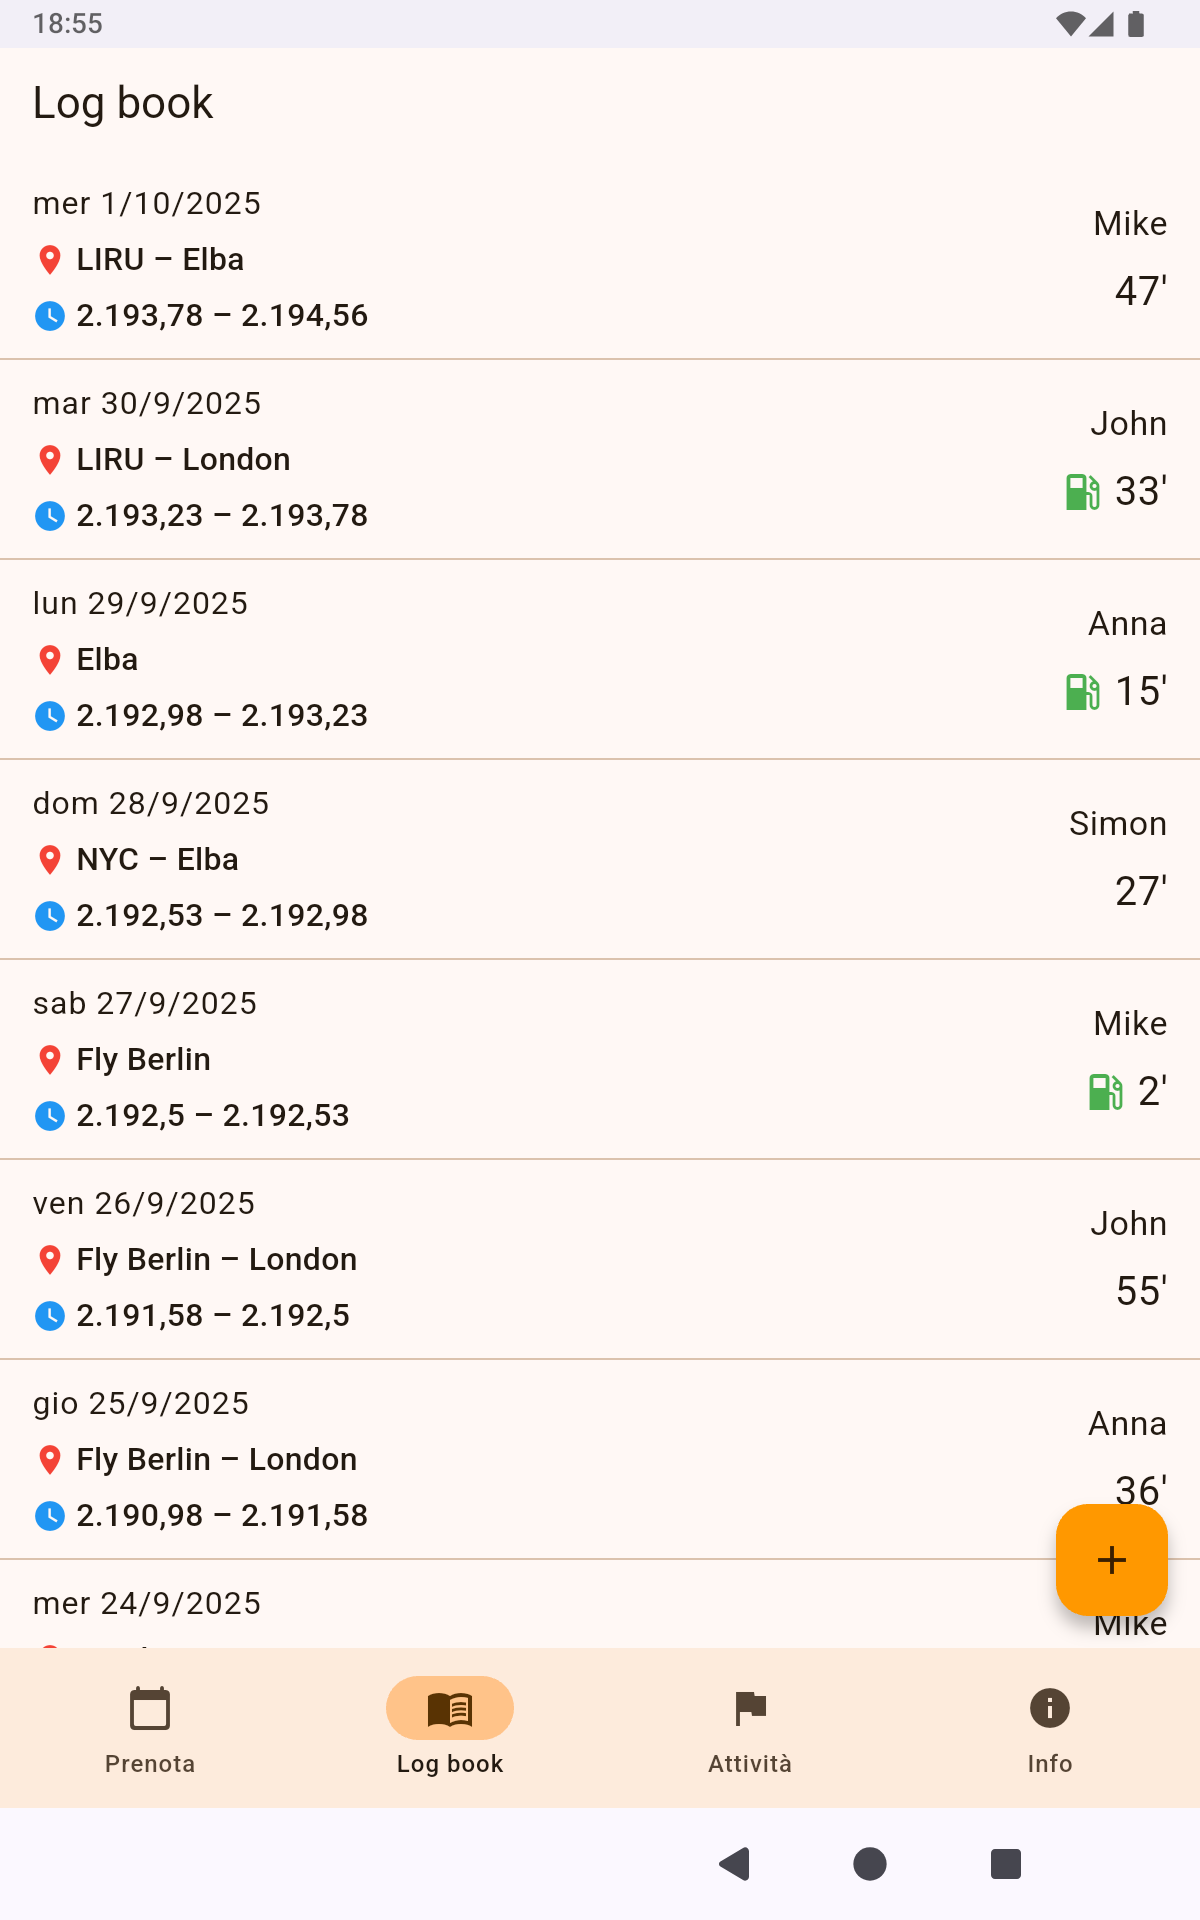 18:55
Log book
mer 1/10/2025
Mike
LIRU – Elba
47'
2.193,78 – 2.194,56
mar 30/9/2025
John
LIRU – London
33'
2.193,23 – 2.193,78
lun 29/9/2025
Anna
Elba
15'
2.192,98 – 2.193,23
dom 28/9/2025
Simon
NYC – Elba
27'
2.192,53 – 2.192,98
sab 27/9/2025
Mike
Fly Berlin
2'
2.192,5 – 2.192,53
ven 26/9/2025
John
Fly Berlin – London
55'
2.191,58 – 2.192,5
gio 25/9/2025
Anna
Fly Berlin – London
36'
2.190,98 – 2.191,58
mer 24/9/2025
Mike
Prenota
Log book
Attività
Info